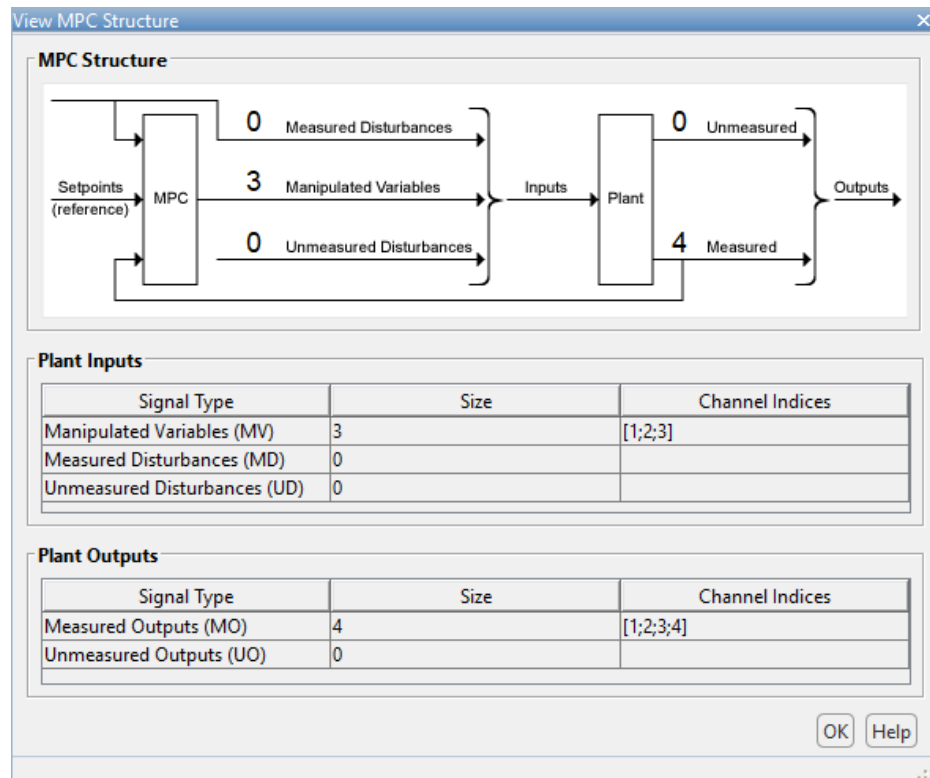 View MPC Structure
MPC Structure
0 Measured Disturbances
0 Unmeasured
Setpoints
(reference)
MPC
3 Manipulated Variables
Inputs
Plant
Outputs
0 Unmeasured Disturbances
4 Measured
Plant Inputs
Signal Type Size Channel Indices
Manipulated Variables (MV) 3 [1;2;3]
Measured Disturbances (MD) 0
Unmeasured Disturbances (UD) 0
Plant Outputs
Signal Type Size Channel Indices
Measured Outputs (MO) 4 [1;2;3;4]
Unmeasured Outputs (UO) 0
OK Help